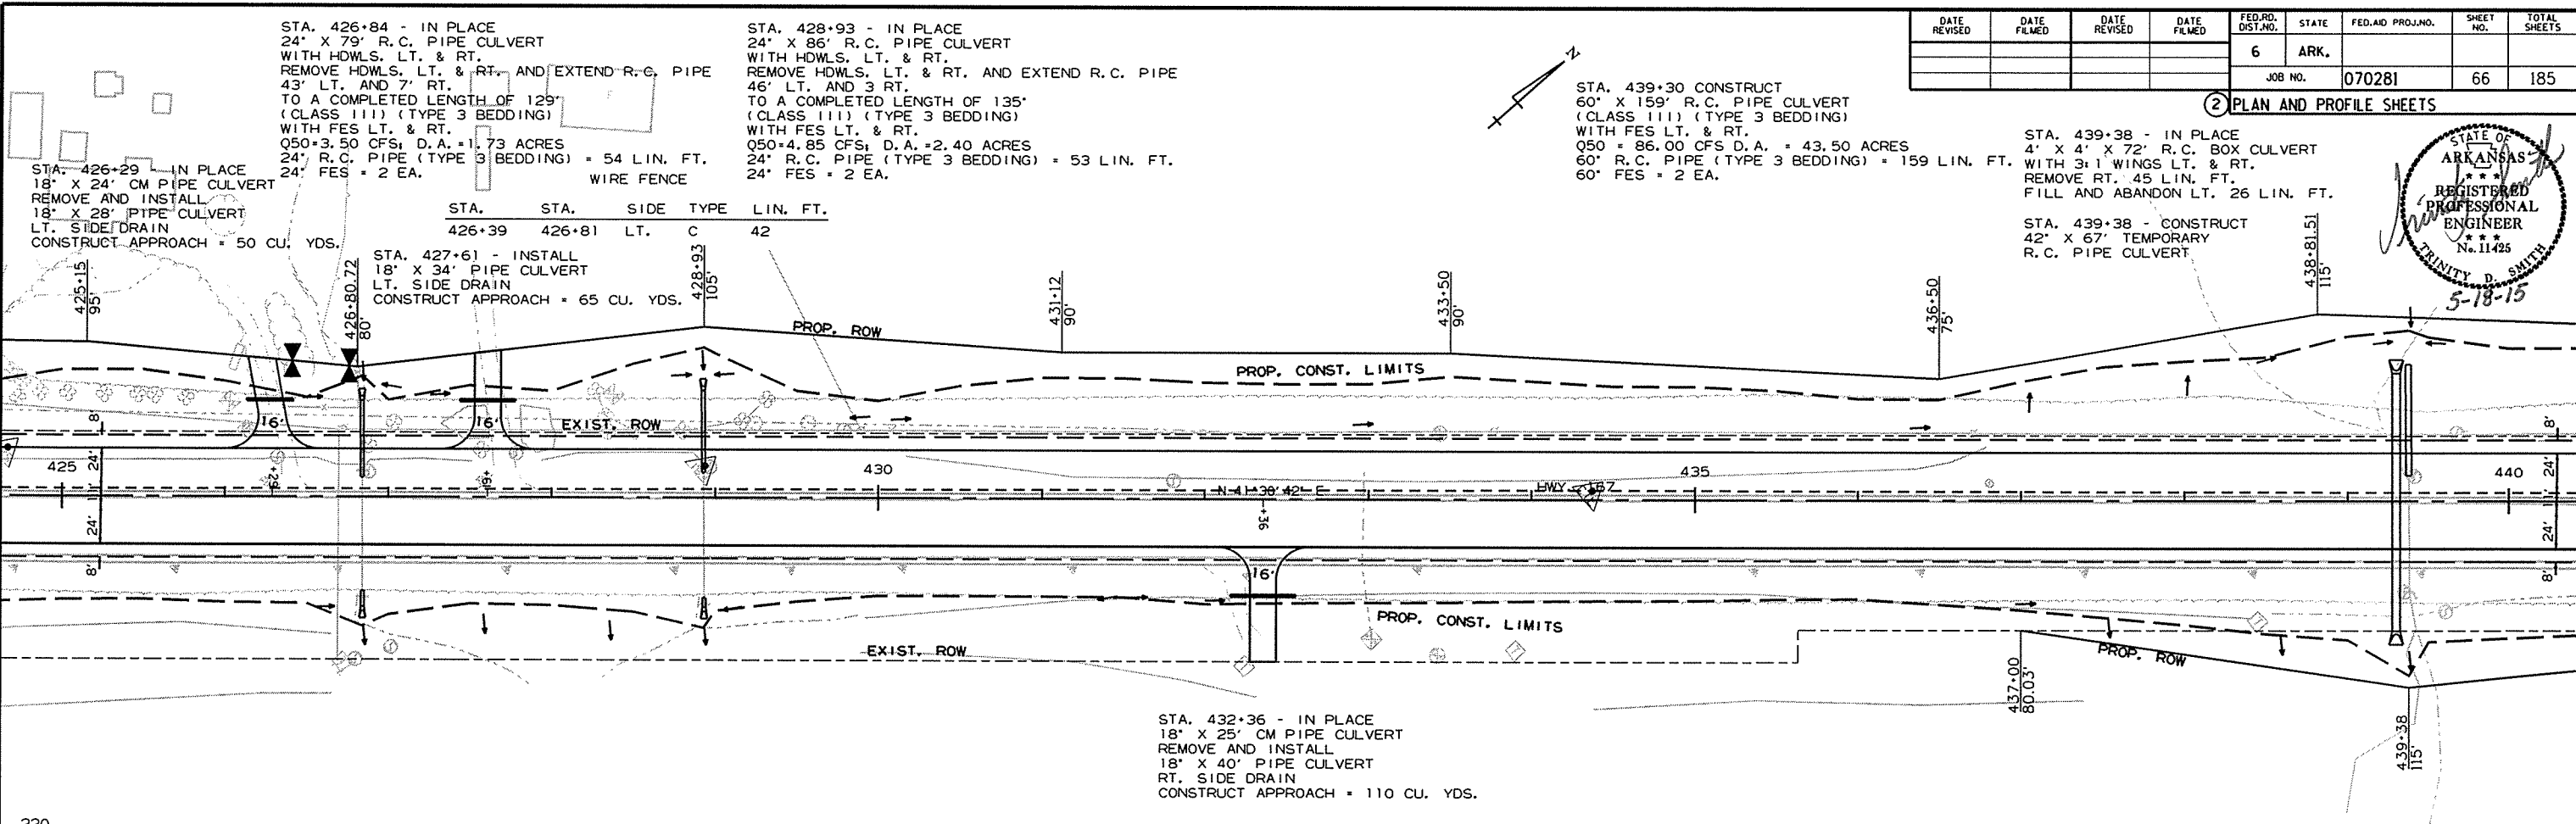 STA. 426+84 - IN PLACE
24" X 79' R.C. PIPE CULVERT
WITH HDWLS. LT. & RT.
REMOVE HDWLS. LT. & RT. AND EXTEND R.C. PIPE
43' LT. AND 7' RT.
TO A COMPLETED LENGTH OF 129'
(CLASS III) (TYPE 3 BEDDING)
WITH FES LT. & RT.
Q50=3.50 CFS; D.A.=1.73 ACRES
24" R.C. PIPE (TYPE 3 BEDDING) = 54 LIN. FT.
24" FES = 2 EA.
STA. 428+93 - IN PLACE
24" X 86' R.C. PIPE CULVERT
WITH HDWLS. LT. & RT.
REMOVE HDWLS. LT. & RT. AND EXTEND R.C. PIPE
46' LT. AND 3 RT.
TO A COMPLETED LENGTH OF 135"
(CLASS III) (TYPE 3 BEDDING)
WITH FES LT. & RT.
Q50=4.85 CFS; D.A.=2.40 ACRES
24" R.C. PIPE (TYPE 3 BEDDING) = 53 LIN. FT.
24" FES = 2 EA.
STA. 439+30 CONSTRUCT
60" X 159' R.C. PIPE CULVERT
(CLASS III) (TYPE 3 BEDDING)
WITH FES LT. & RT.
Q50 = 86.00 CFS D.A. = 43.50 ACRES
60" R.C. PIPE (TYPE 3 BEDDING) = 159 LIN. FT.
60" FES = 2 EA.
DATE REVISED
DATE FILMED
DATE REVISED
DATE FILMED
FED.RD. DIST.NO.
STATE
FED.AID PROJ.NO.
SHEET NO.
TOTAL SHEETS
6 ARK.
JOB NO. 070281 66 185
2 PLAN AND PROFILE SHEETS
STA. 439+38 - IN PLACE
4' X 4' X 72' R.C. BOX CULVERT
WITH 3:1 WINGS LT. & RT.
REMOVE RT. 45 LIN. FT.
FILL AND ABANDON LT. 26 LIN. FT.
STA. 439+38 - CONSTRUCT
42" X 67' TEMPORARY
R.C. PIPE CULVERT
STATE OF
ARKANSAS
REGISTERED
PROFESSIONAL
ENGINEER
No. 11425
TRINITY D. SMITH
5-18-15
STA. 426+29 - IN PLACE
18" X 24' CM PIPE CULVERT
REMOVE AND INSTALL
18" X 28' PIPE CULVERT
LT. SIDE DRAIN
CONSTRUCT APPROACH = 50 CU. YDS.
WIRE FENCE
STA. STA. SIDE TYPE LIN. FT.
426+39 426+81 LT. C 42
STA. 427+61 - INSTALL
18" X 34' PIPE CULVERT
LT. SIDE DRAIN
CONSTRUCT APPROACH = 65 CU. YDS.
425+15
95'
426+80.72
80'
428+93
105'
431+12
90'
433+50
90'
436+50
75'
438+81.51
115'
PROP. ROW
PROP. CONST. LIMITS
16'
16'
EXIST. ROW
8'
24'
11'
24'
8'
425
430
435
440
+29
+61
N 41°38'42" E
+36
HWY 167
8'
24'
11'
24'
8'
16'
PROP. CONST. LIMITS
EXIST. ROW
PROP. ROW
437+00
80.03'
439+38
115'
STA. 432+36 - IN PLACE
18" X 25' CM PIPE CULVERT
REMOVE AND INSTALL
18" X 40' PIPE CULVERT
RT. SIDE DRAIN
CONSTRUCT APPROACH = 110 CU. YDS.